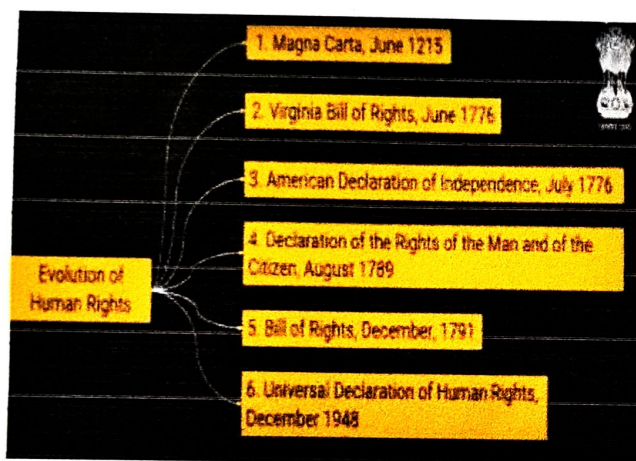 1. Magna Carta, June 1215
2. Virginia Bill of Rights, June 1776
3. American Declaration of Independence, July 1776
4. Declaration of the Rights of the Man and of the
Citizen, August 1789
Evolution of
Human Rights
5. Bill of Rights, December, 1791
6. Universal Declaration of Human Rights,
December 1948